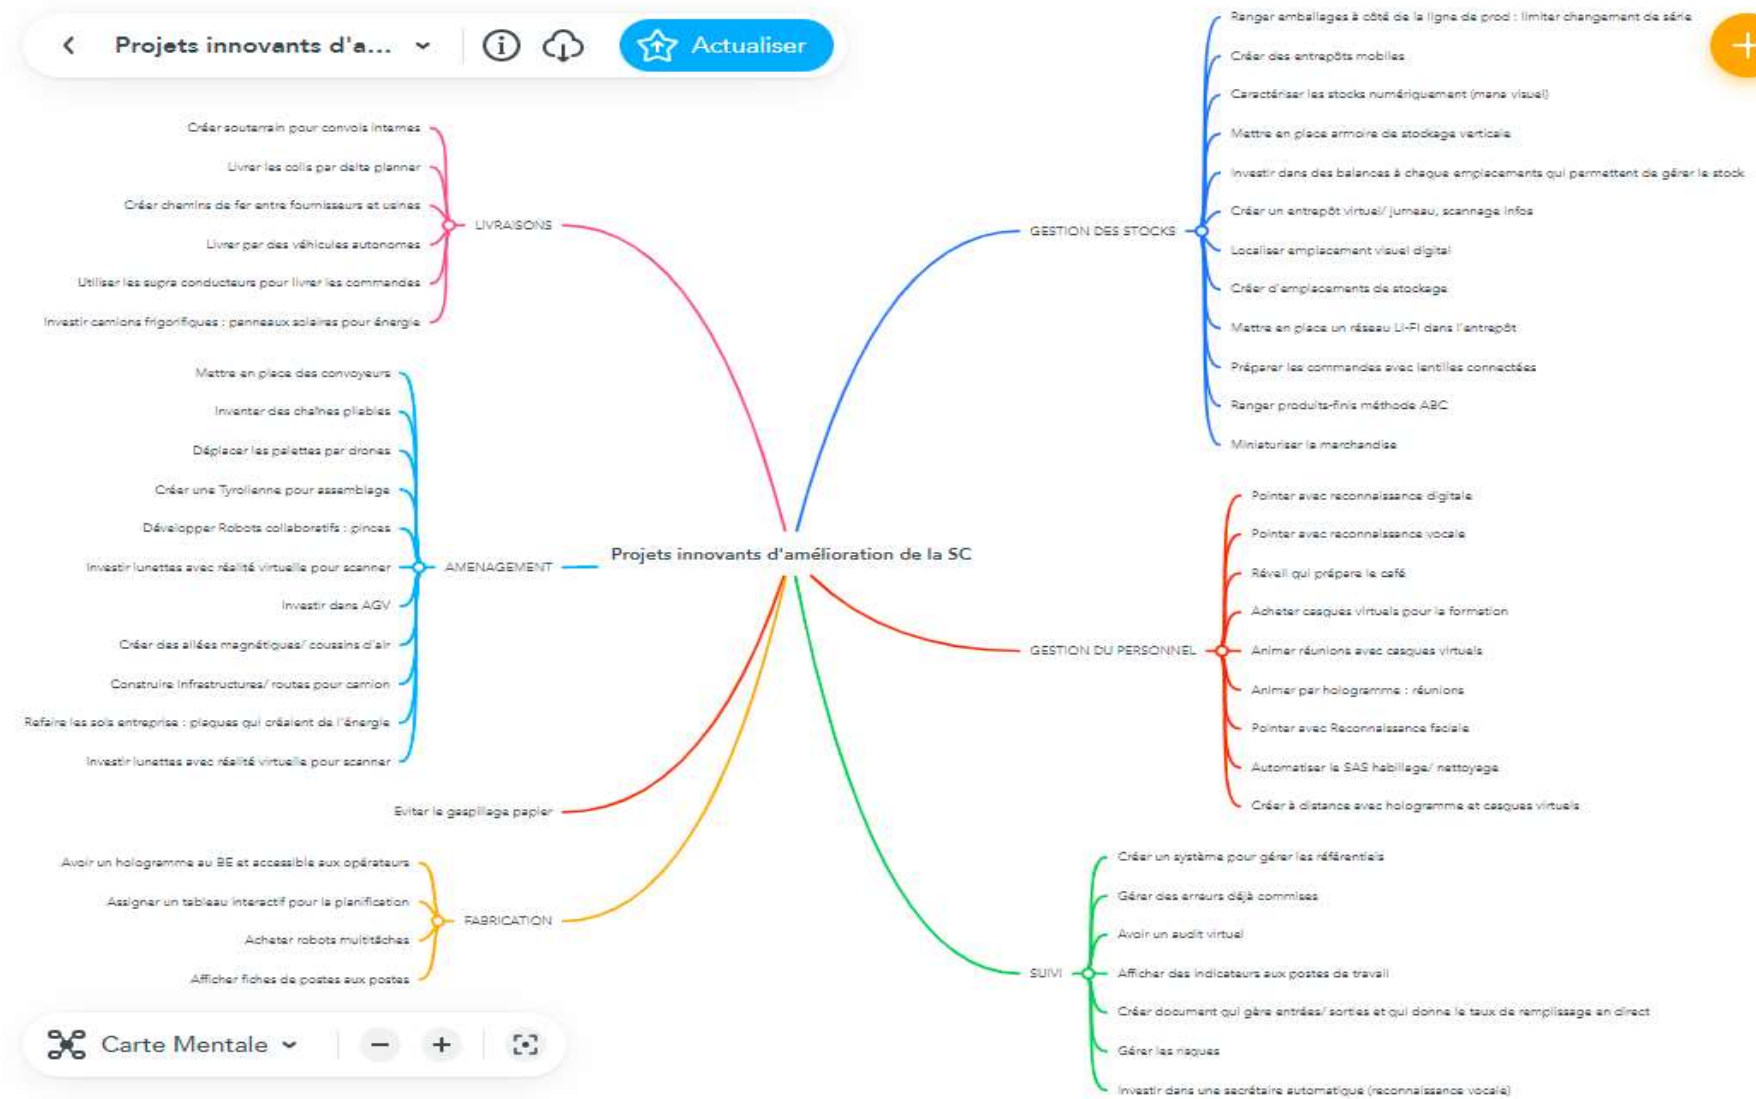 Projets innovants d'a...
Actualiser
Créer souterrain pour convois internes
Livrer les colis par delta planner
Créer chemins de fer entre fournisseurs et usines
Livrer par des véhicules autonomes
Utiliser les supra conducteurs pour livrer les commandes
Investir camions frigorifiques : panneaux solaires pour énergie
LIVRAISONS
Mettre en place des convoyeurs
Inventer des chaînes pliables
Déplacer les palettes par drones
Créer une Tyrolienne pour assemblage
Développer Robots collaboratifs : pinces
Investir lunettes avec réalité virtuelle pour scanner
Investir dans AGV
Créer des allées magnétiques/ coussins d'air
Construire Infrastructures/ routes pour camion
Refaire les sols entreprise : plaques qui créaient de l'énergie
Investir lunettes avec réalité virtuelle pour scanner
AMENAGEMENT
Eviter le gaspillage papier
Avoir un hologramme au BE et accessible aux opérateurs
Assigner un tableau interactif pour la planification
Acheter robots multitâches
Afficher fiches de postes aux postes
FABRICATION
Projets innovants d'amélioration de la SC
GESTION DES STOCKS
Ranger emballages à côté de la ligne de prod : limiter changement de série
Créer des entrepôts mobiles
Caractériser les stocks numériquement (mana visuel)
Mettre en place armoire de stockage verticale
Investir dans des balances à chaque emplacements qui permettent de gérer le stock
Créer un entrepôt virtuel/ jumeau, scannage infos
Localiser emplacement visuel digital
Créer d'emplacements de stockage
Mettre en place un réseau LI-FI dans l'entrepôt
Préparer les commandes avec lentilles connectées
Ranger produits-finis méthode ABC
Miniaturiser la marchandise
GESTION DU PERSONNEL
Pointer avec reconnaissance digitale
Pointer avec reconnaissance vocale
Réveil qui prépare le café
Acheter casques virtuels pour la formation
Animer réunions avec casques virtuels
Animer par hologramme : réunions
Pointer avec Reconnaissance faciale
Automatiser le SAS habillage/ nettoyage
Créer à distance avec hologramme et casques virtuels
SUIVI
Créer un système pour gérer les référentiels
Gérer des erreurs déjà commises
Avoir un audit virtuel
Afficher des indicateurs aux postes de travail
Créer document qui gère entrées/ sorties et qui donne le taux de remplissage en direct
Gérer les risques
Investir dans une secrétaire automatique (reconnaissance vocale)
Carte Mentale